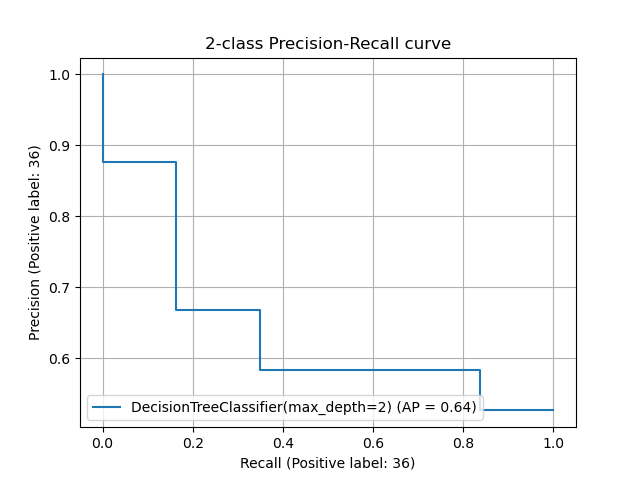 2-class Precision-Recall curve
Precision (Positive label: 36)
1.0
0.9
0.8
0.7
0.6
DecisionTreeClassifier(max_depth=2) (AP = 0.64)
0.0 0.2 0.4 0.6 0.8 1.0
Recall (Positive label: 36)